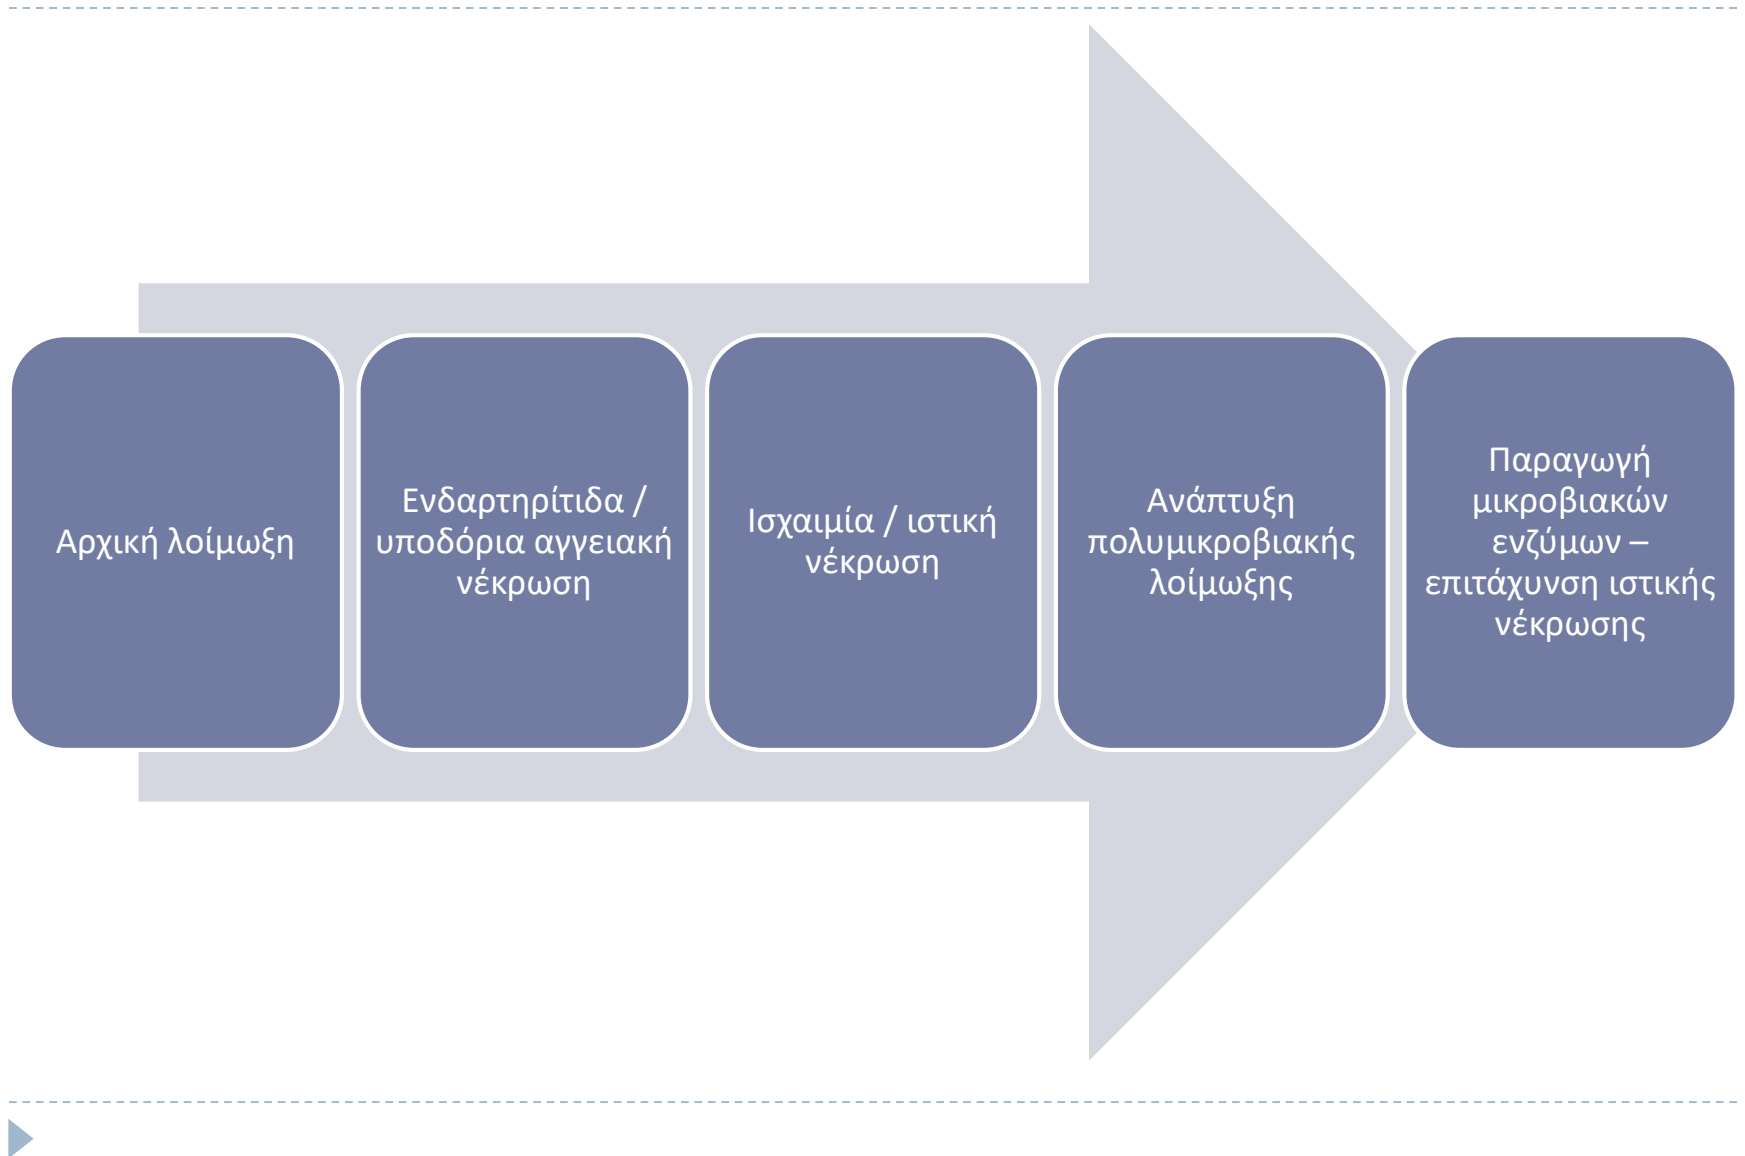 Αρχική λοίμωξη
Ενδαρτηρίτιδα /
υποδόρια αγγειακή
νέκρωση
Ισχαιμία / ιστική
νέκρωση
Ανάπτυξη
πολυμικροβιακής
λοίμωξης
Παραγωγή
μικροβιακών
ενζύμων –
επιτάχυνση ιστικής
νέκρωσης